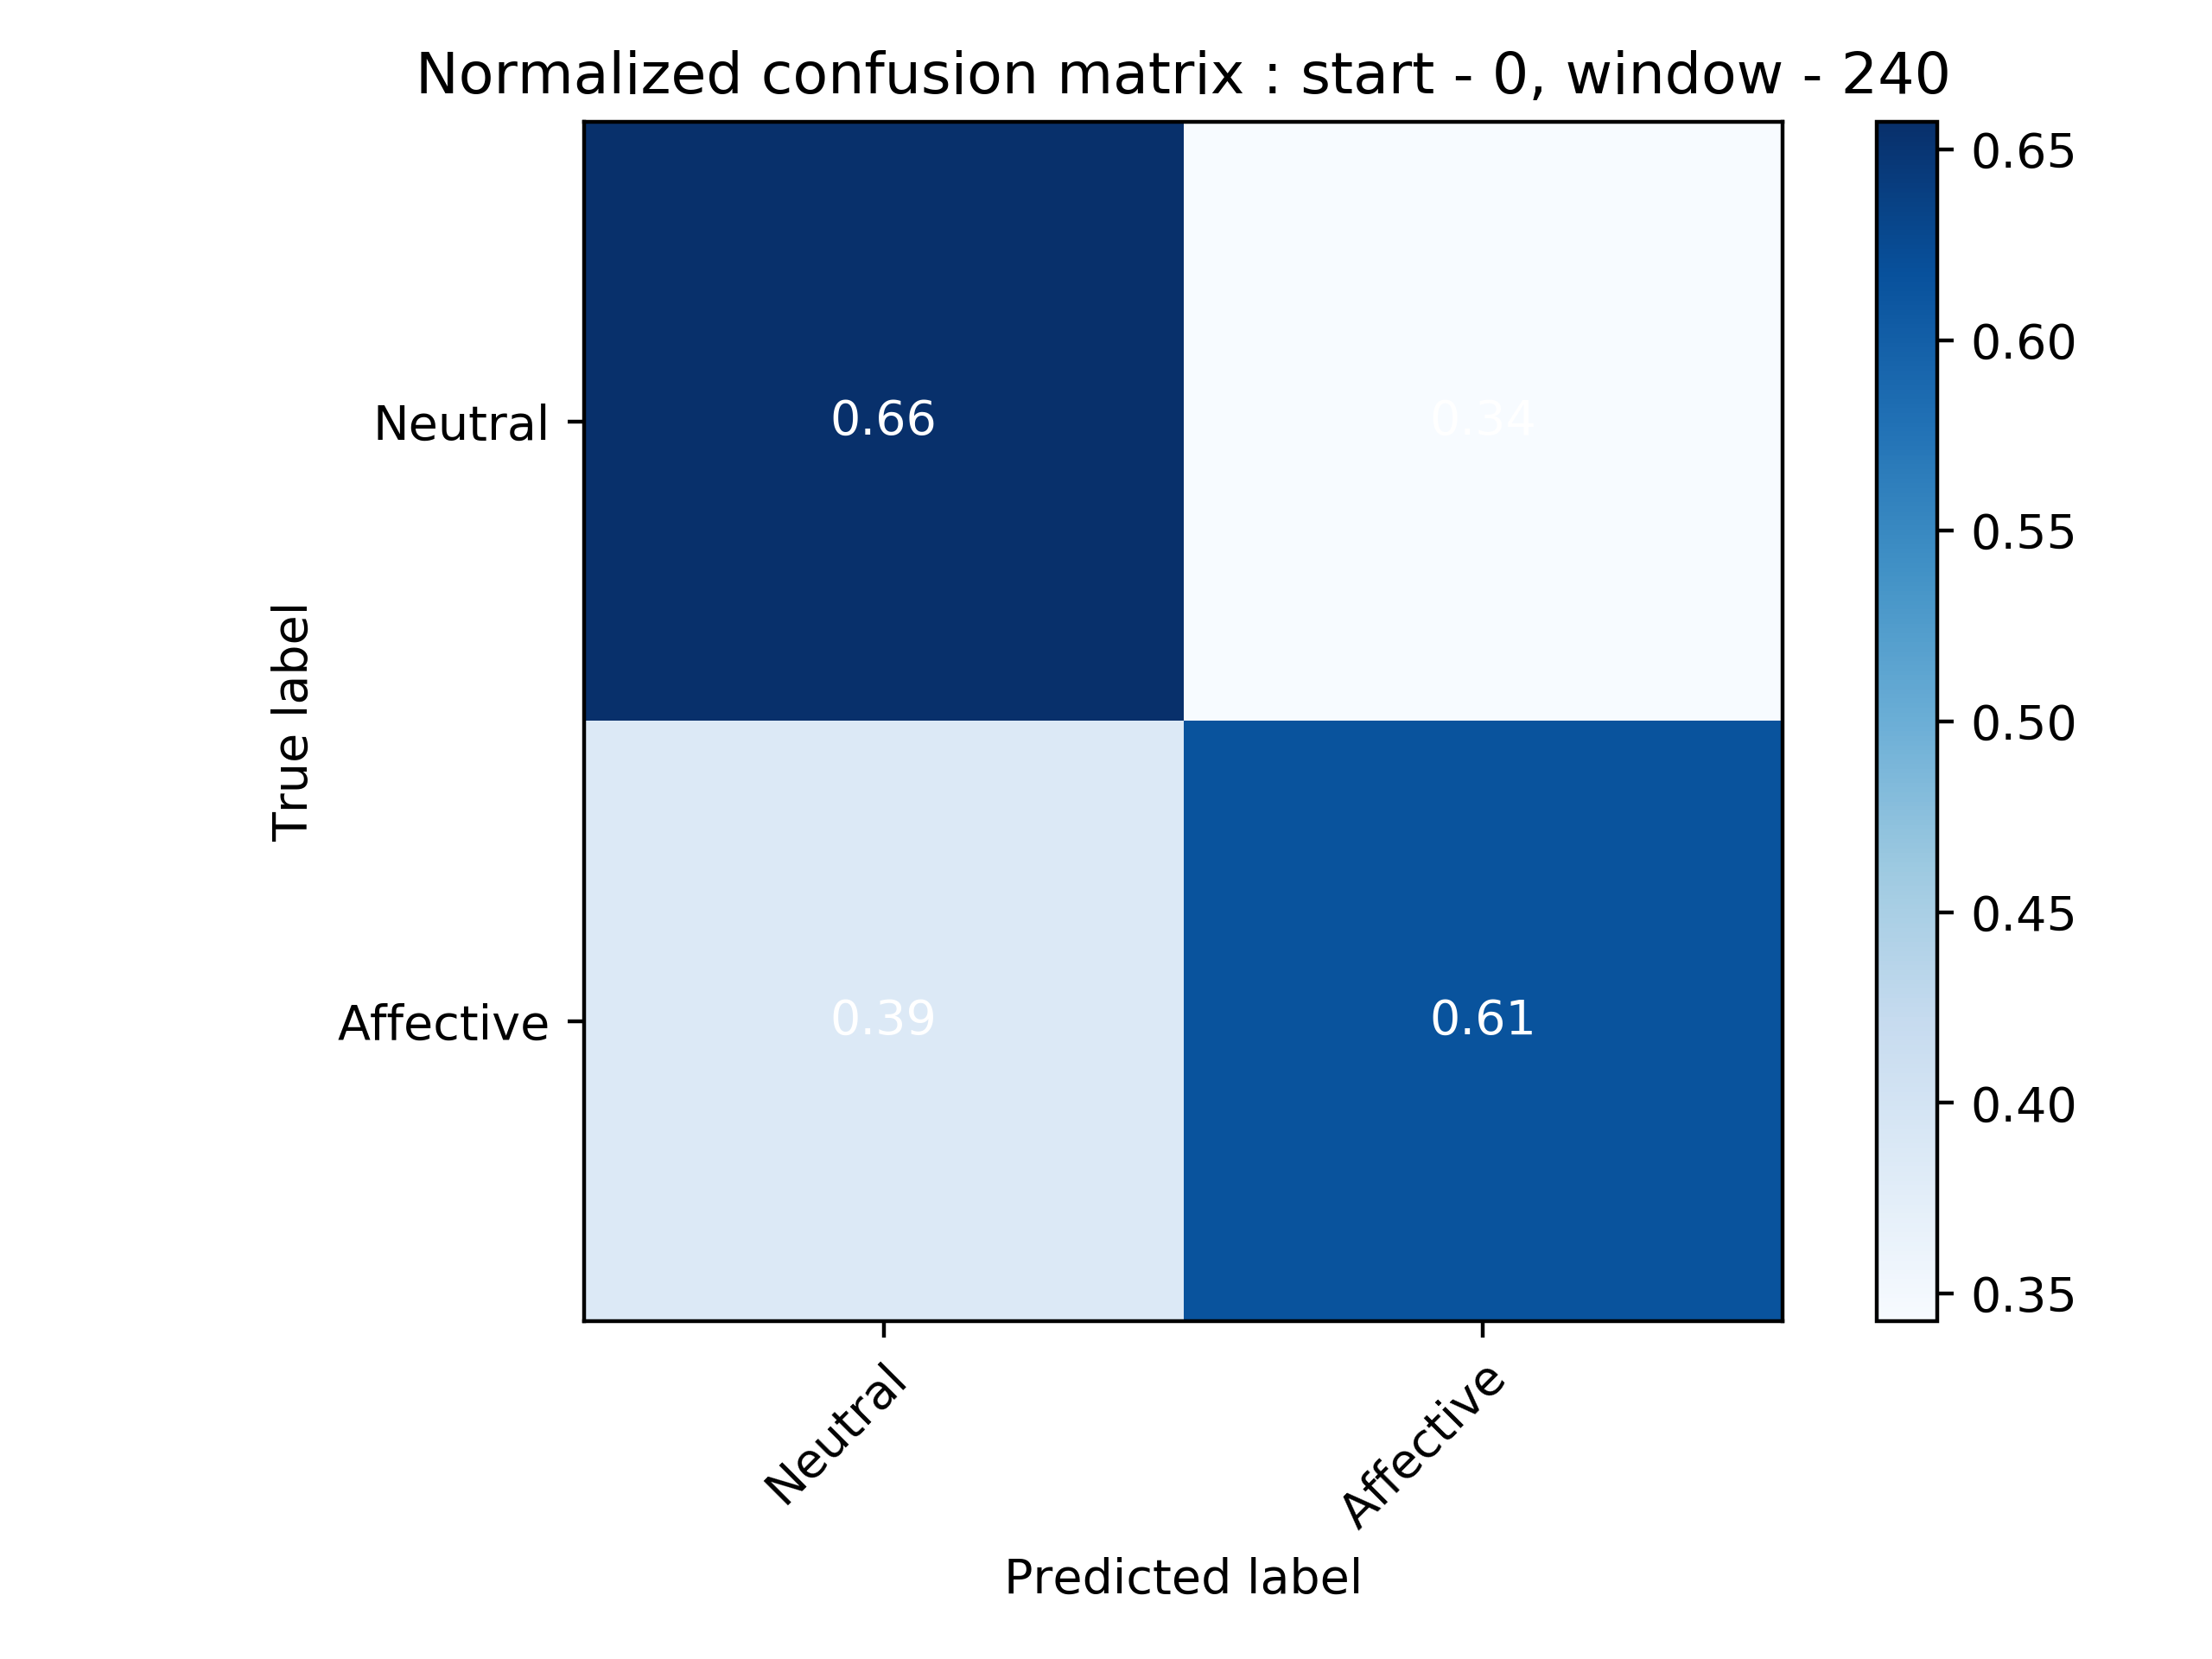 Normalized confusion matrix : start - 0, window - 240
0.65
0.60
0.55
0.50
0.45
0.40
0.35
True label
Neutral
0.66
0.34
Affective
0.39
0.61
Neutral
Affective
Predicted label